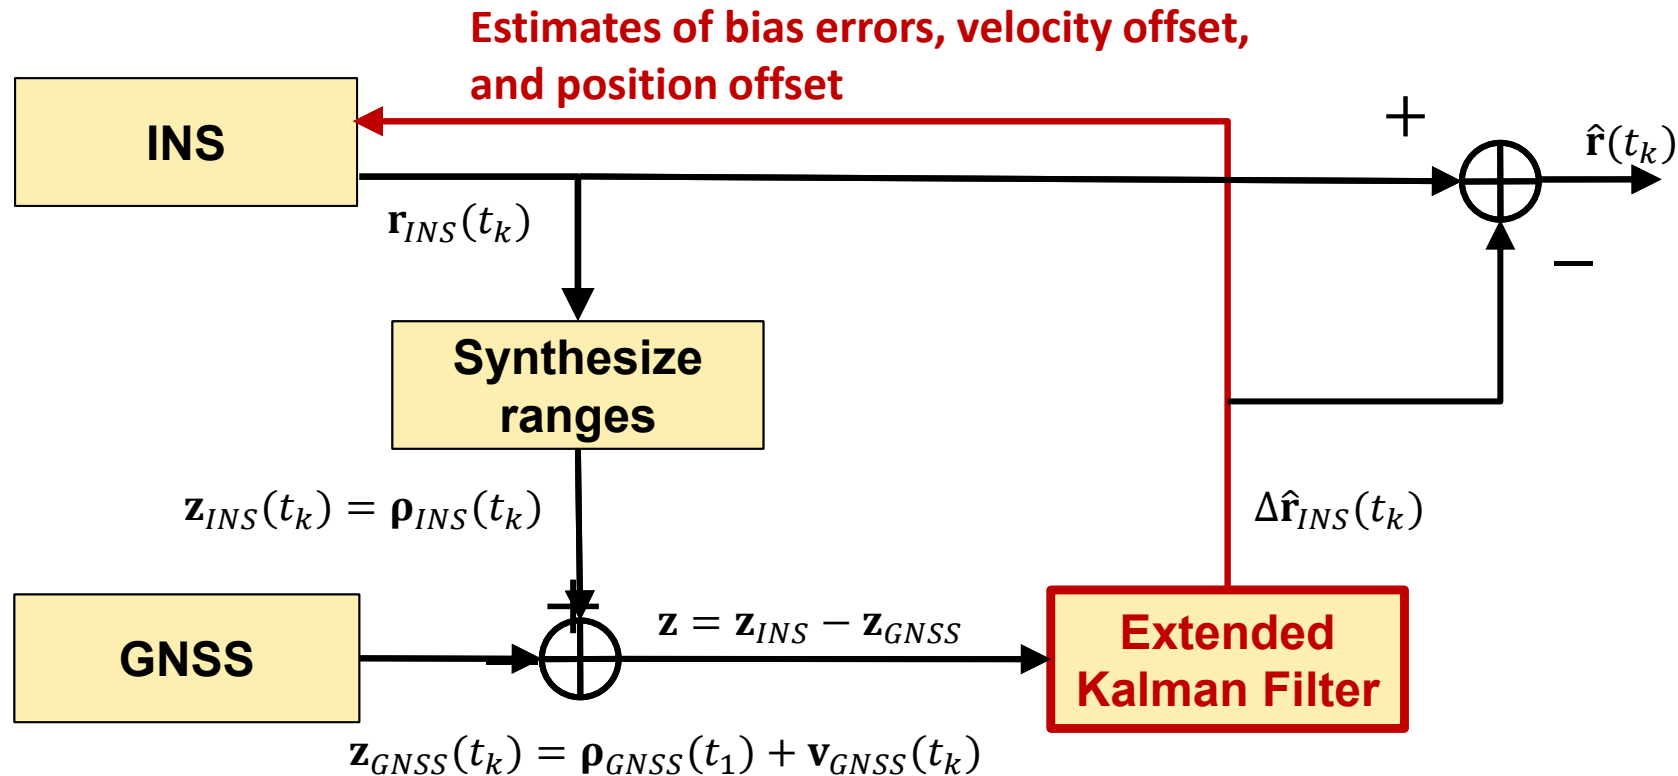 Estimates of bias errors, velocity offset,
and position offset
INS
+
r̂(t_k)
r_INS(t_k)
−
Synthesize
ranges
z_INS(t_k) = ρ_INS(t_k)
Δr̂_INS(t_k)
+
GNSS
−
z = z_INS − z_GNSS
Extended
Kalman Filter
z_GNSS(t_k) = ρ_GNSS(t_1) + v_GNSS(t_k)